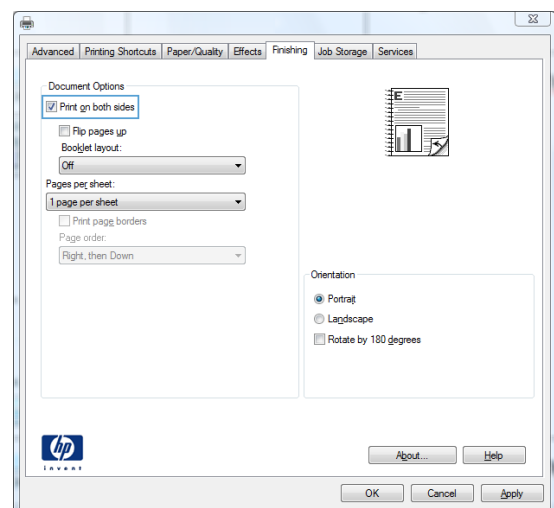 Advanced Printing Shortcuts Paper/Quality Effects Finishing Job Storage Services
Document Options
Print on both sides
Flip pages up
Booklet layout:
Off
Pages per sheet:
1 page per sheet
Print page borders
Page order:
Right, then Down
E
Orientation
Portrait
Landscape
Rotate by 180 degrees
hp
invent
About... Help
OK Cancel Apply